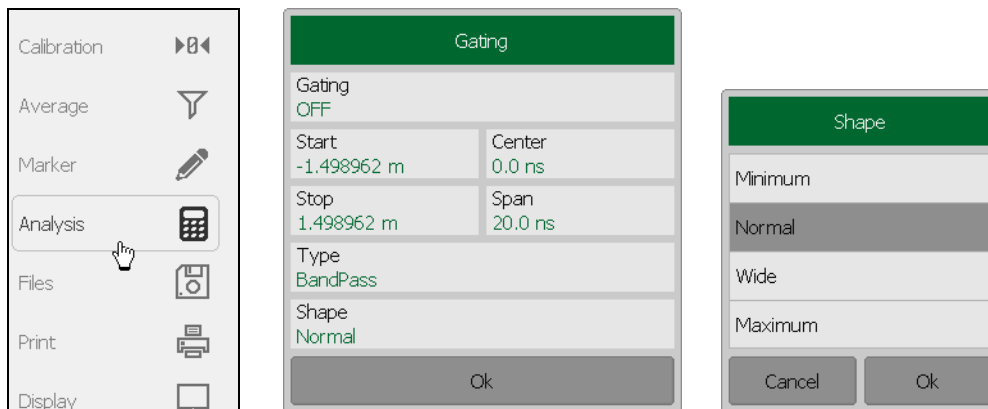 Calibration
Average
Marker
Analysis
Files
Print
Display
Gating
Gating
OFF
Start
-1.498962 m
Center
0.0 ns
Stop
1.498962 m
Span
20.0 ns
Type
BandPass
Shape
Normal
Ok
Shape
Minimum
Normal
Wide
Maximum
Cancel
Ok